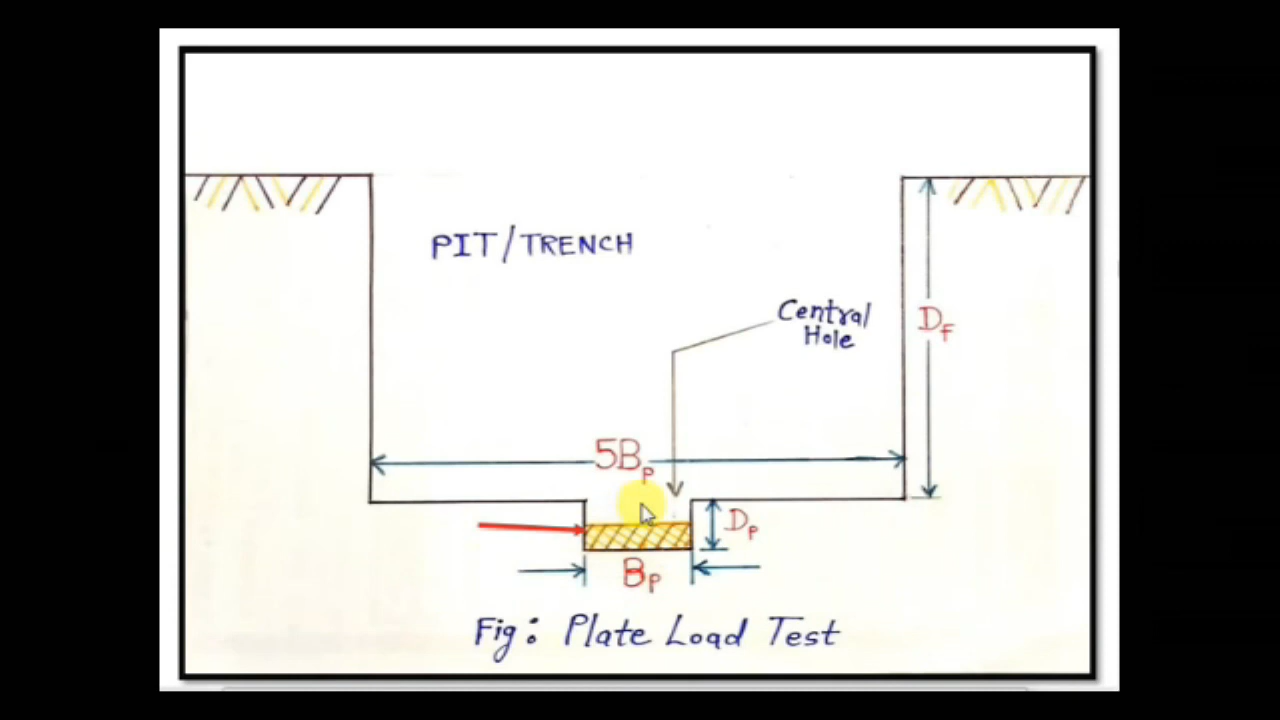 PIT/TRENCH
Central
Hole
DF
5Bp
Dp
Bp
Fig: Plate Load Test